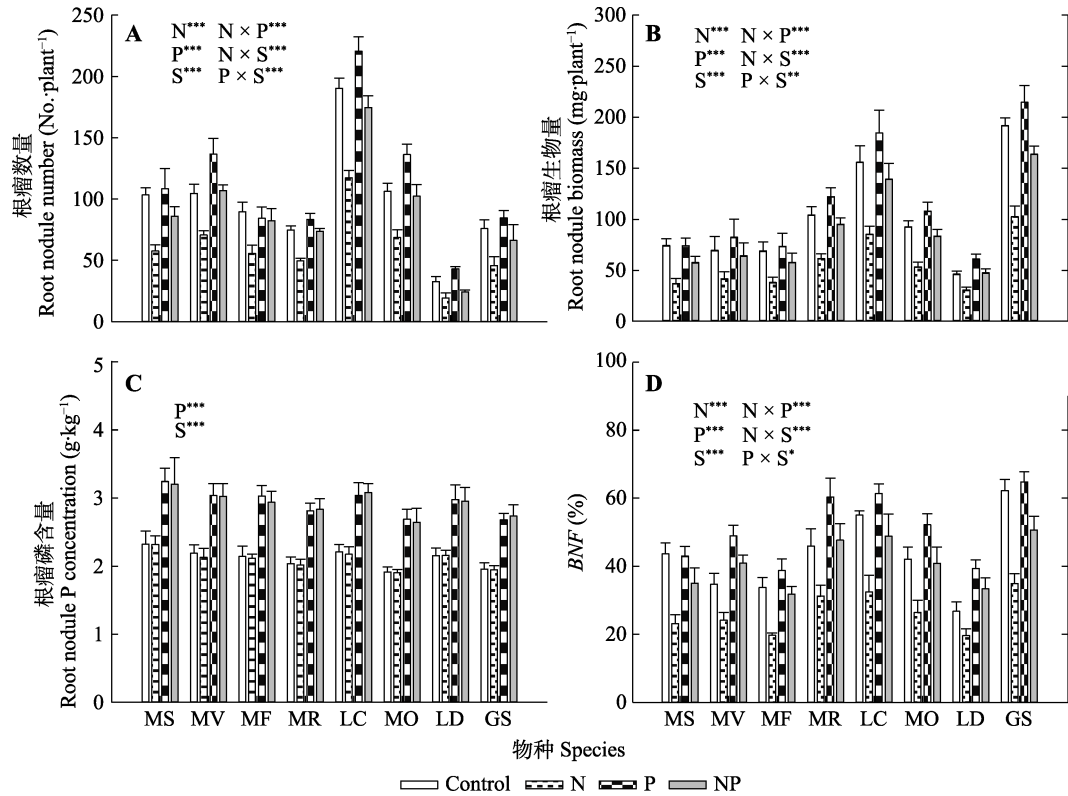 A
N*** N × P***
P*** N × S***
S*** P × S***
根瘤数量
Root nodule number (No.·plant⁻¹)
250
200
150
100
50
0
B
N*** N × P***
P*** N × S***
S*** P × S**
根瘤生物量
Root nodule biomass (mg·plant⁻¹)
300
250
200
150
100
50
0
C
P***
S***
根瘤磷含量
Root nodule P concentration (g·kg⁻¹)
5
4
3
2
1
0
MS MV MF MR LC MO LD GS
D
N*** N × P***
P*** N × S***
S*** P × S*
BNF (%)
100
80
60
40
20
0
MS MV MF MR LC MO LD GS
物种 Species
Control N P NP